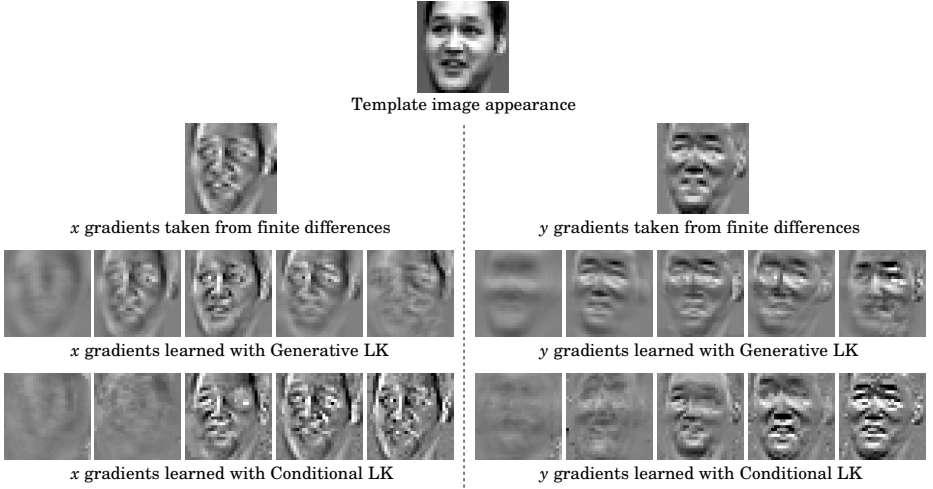 Template image appearance
x gradients taken from finite differences
y gradients taken from finite differences
x gradients learned with Generative LK
y gradients learned with Generative LK
x gradients learned with Conditional LK
y gradients learned with Conditional LK